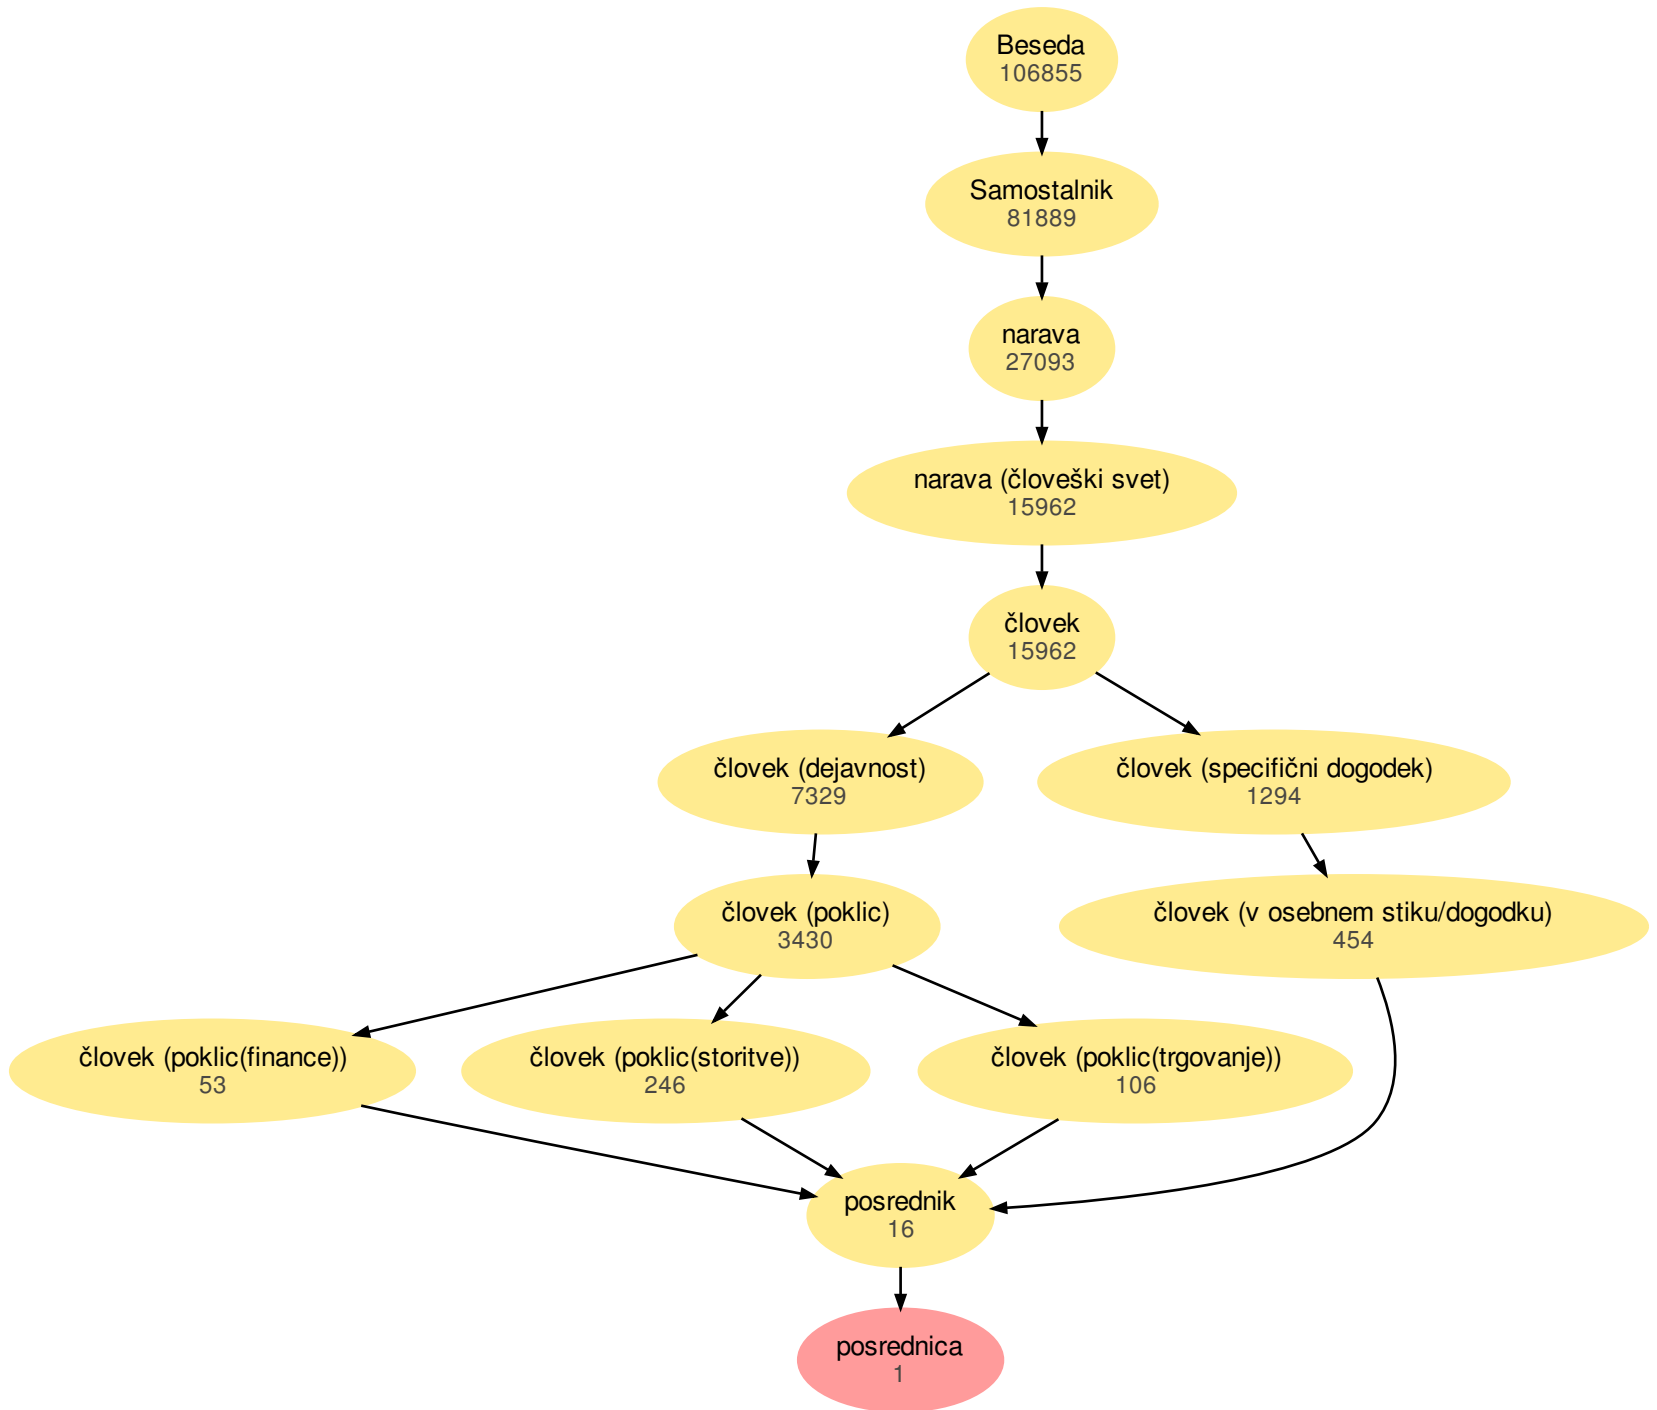 Beseda
106855
Samostalnik
81889
narava
27093
narava (človeški svet)
15962
človek
15962
človek (dejavnost)
7329
človek (specifični dogodek)
1294
človek (poklic)
3430
človek (v osebnem stiku/dogodku)
454
človek (poklic(finance))
53
človek (poklic(storitve))
246
človek (poklic(trgovanje))
106
posrednik
16
posrednica
1